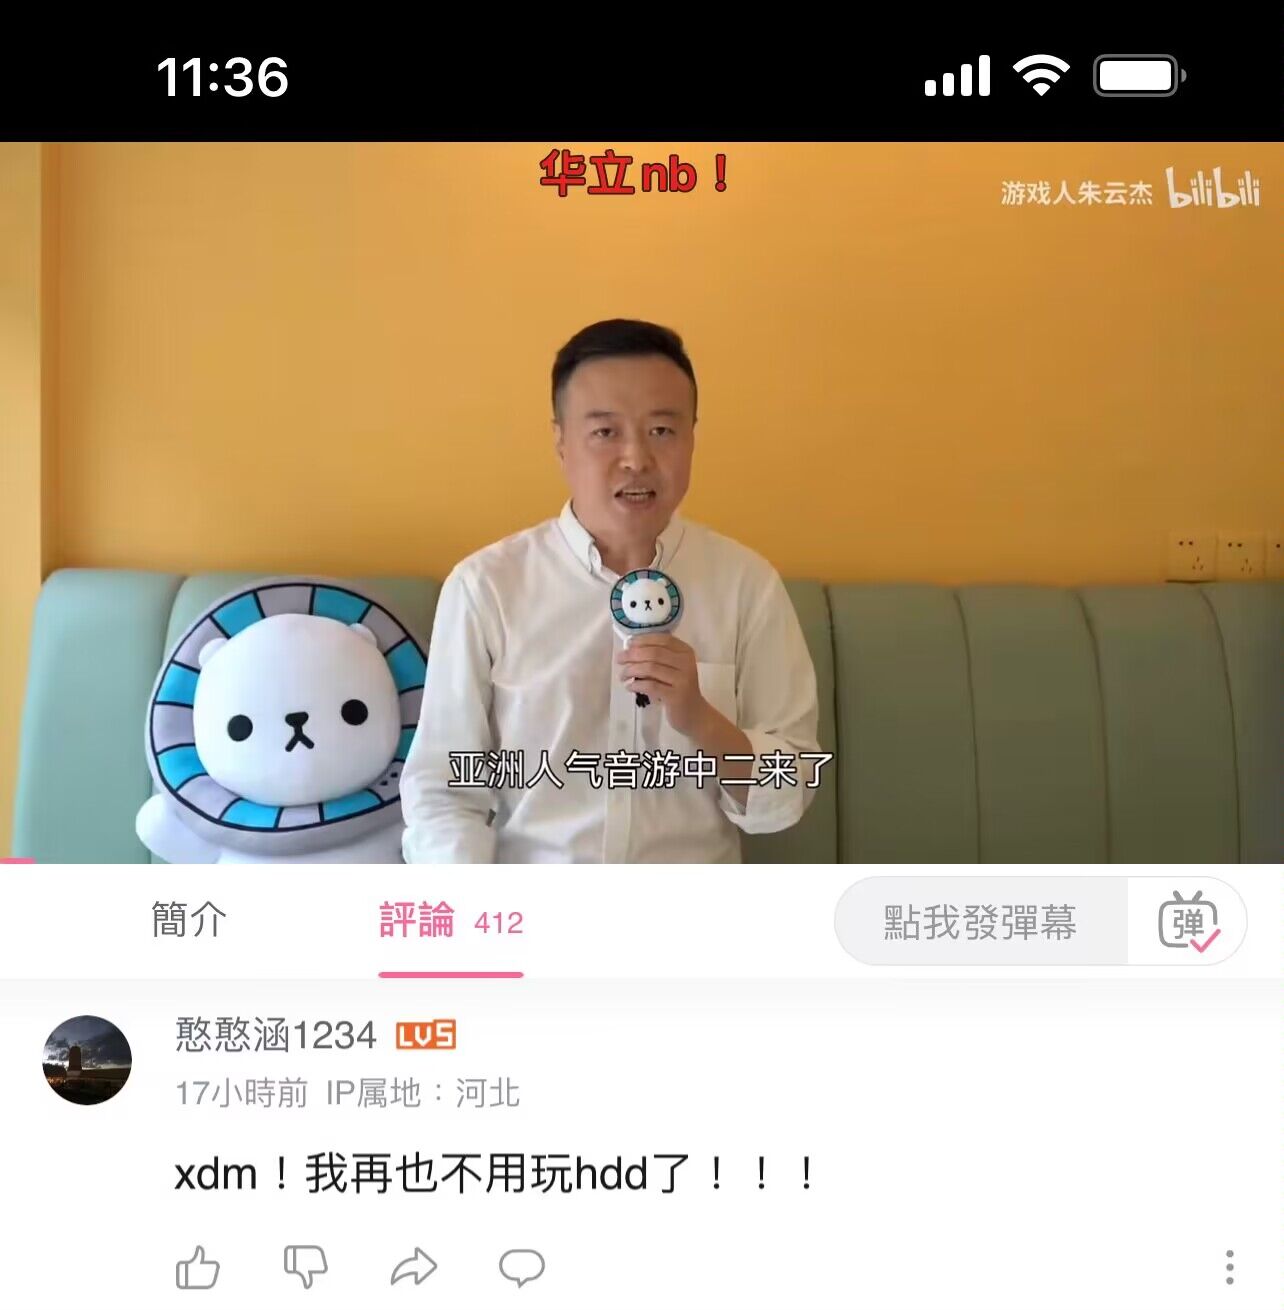 11:36
华立nb！
游戏人朱云杰 bilibili
亚洲人气音游中二来了
簡介
評論 412
點我發彈幕
弹
憨憨涵1234 LV5
17小時前 IP属地：河北
xdm！我再也不用玩hdd了！！！